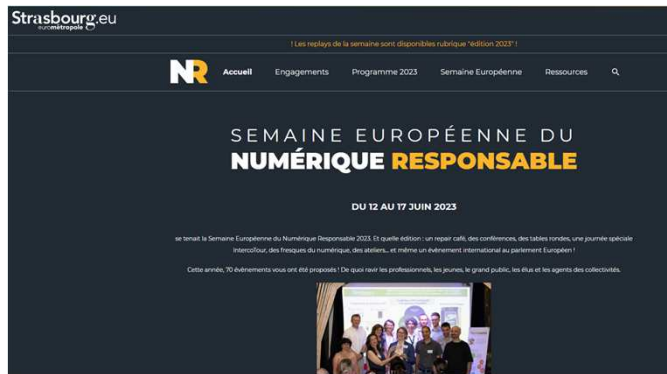 Strasbourg.eu
eurométropole
! Les replays de la semaine sont disponibles rubrique "édition 2023" !
NR
Accueil Engagements Programme 2023 Semaine Européenne Ressources
SEMAINE EUROPÉENNE DU
NUMÉRIQUE RESPONSABLE
DU 12 AU 17 JUIN 2023
se tenait la Semaine Européenne du Numérique Responsable 2023. Et quelle édition : un repair café, des conférences, des tables rondes, une journée spéciale
IntercoTour, des fresques du numérique, des ateliers... et même un évènement international au parlement Européen !
Cette année, 70 évènements vous ont été proposés ! De quoi ravir les professionnels, les jeunes, le grand public, les élus et les agents des collectivités.